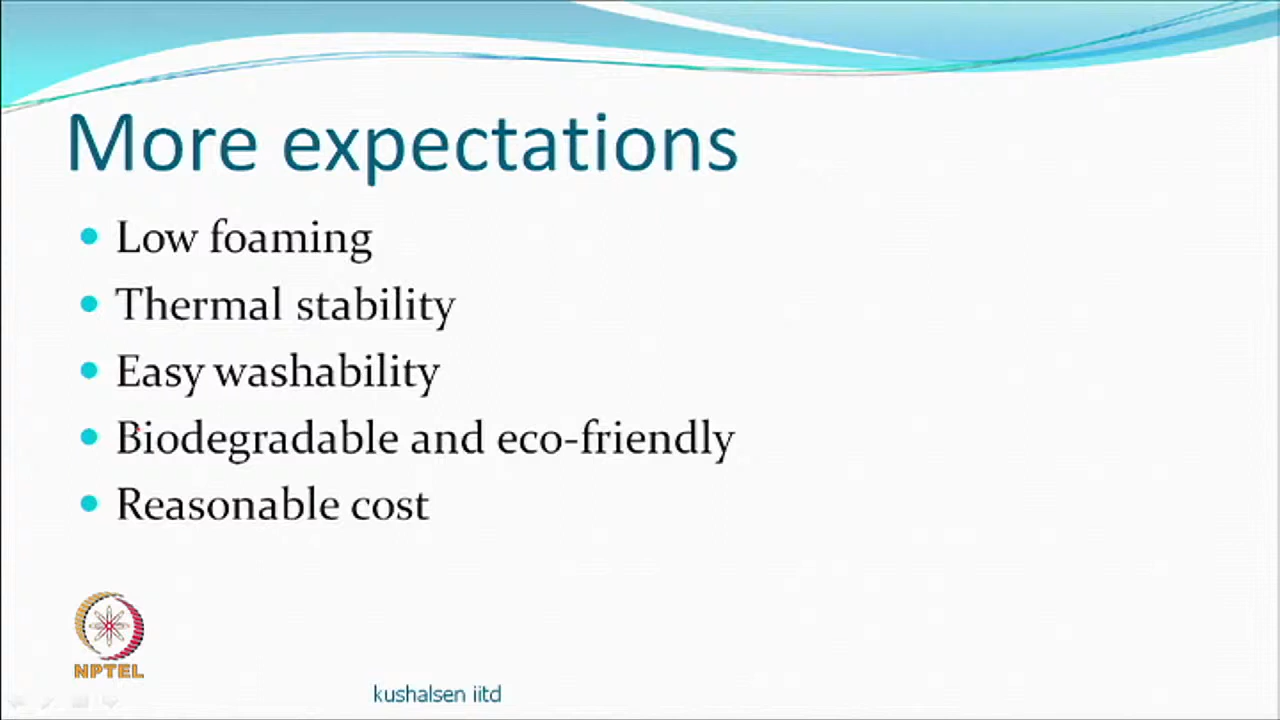 More expectations
Low foaming
Thermal stability
Easy washability
Biodegradable and eco-friendly
Reasonable cost
NPTEL
kushalsen iitd